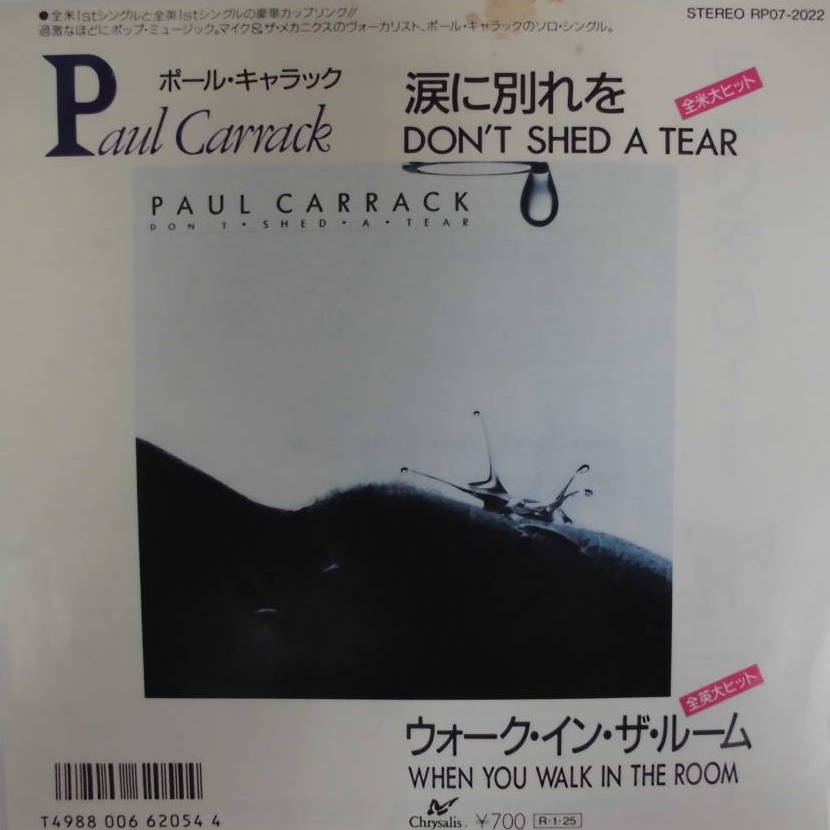 ●全米1stシングルと全英1stシングルの豪華カップリング!!
過激なほどにポップ・ミュージック。マイク&ザ・メカニクスのヴォーカリスト、ポール・キャラックのソロ・シングル。
STEREO RP07-2022
ポール・キャラック
Paul Carrack
涙に別れを
全米大ヒット
DON'T SHED A TEAR
PAUL CARRACK
DON'T・SHED・A・TEAR
全英大ヒット
ウォーク・イン・ザ・ルーム
WHEN YOU WALK IN THE ROOM
T4988 006 62054 4
Chrysalis. ¥700 R-1-25